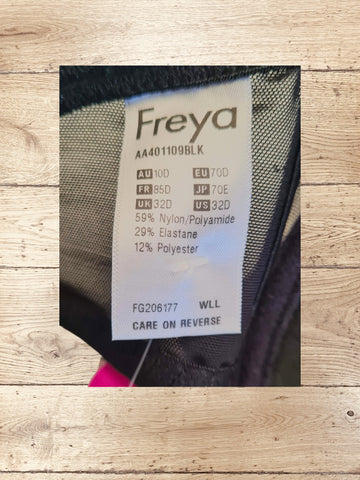 Freya
AA401109BLK
AU 10D EU 70D
FR 85D JP 70E
UK 32D US 32D
59% Nylon/Polyamide
29% Elastane
12% Polyester
FG206177 WLL
CARE ON REVERSE